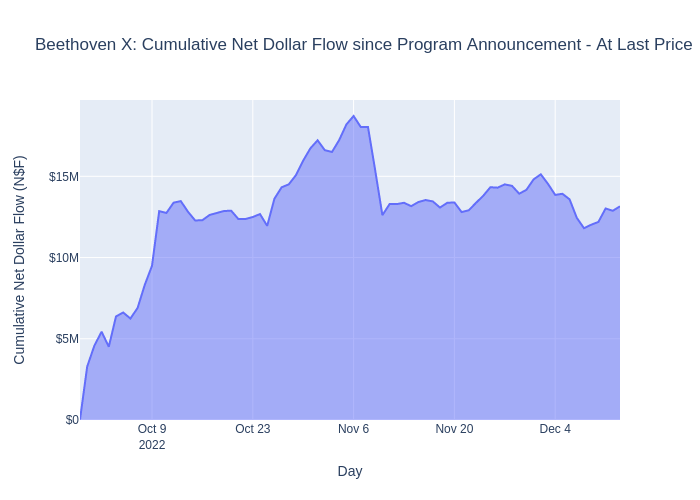 Beethoven X: Cumulative Net Dollar Flow since Program Announcement - At Last Price
Cumulative Net Dollar Flow (N$F)
$15M
$10M
$5M
$0
Oct 9
2022
Oct 23
Nov 6
Nov 20
Dec 4
Day